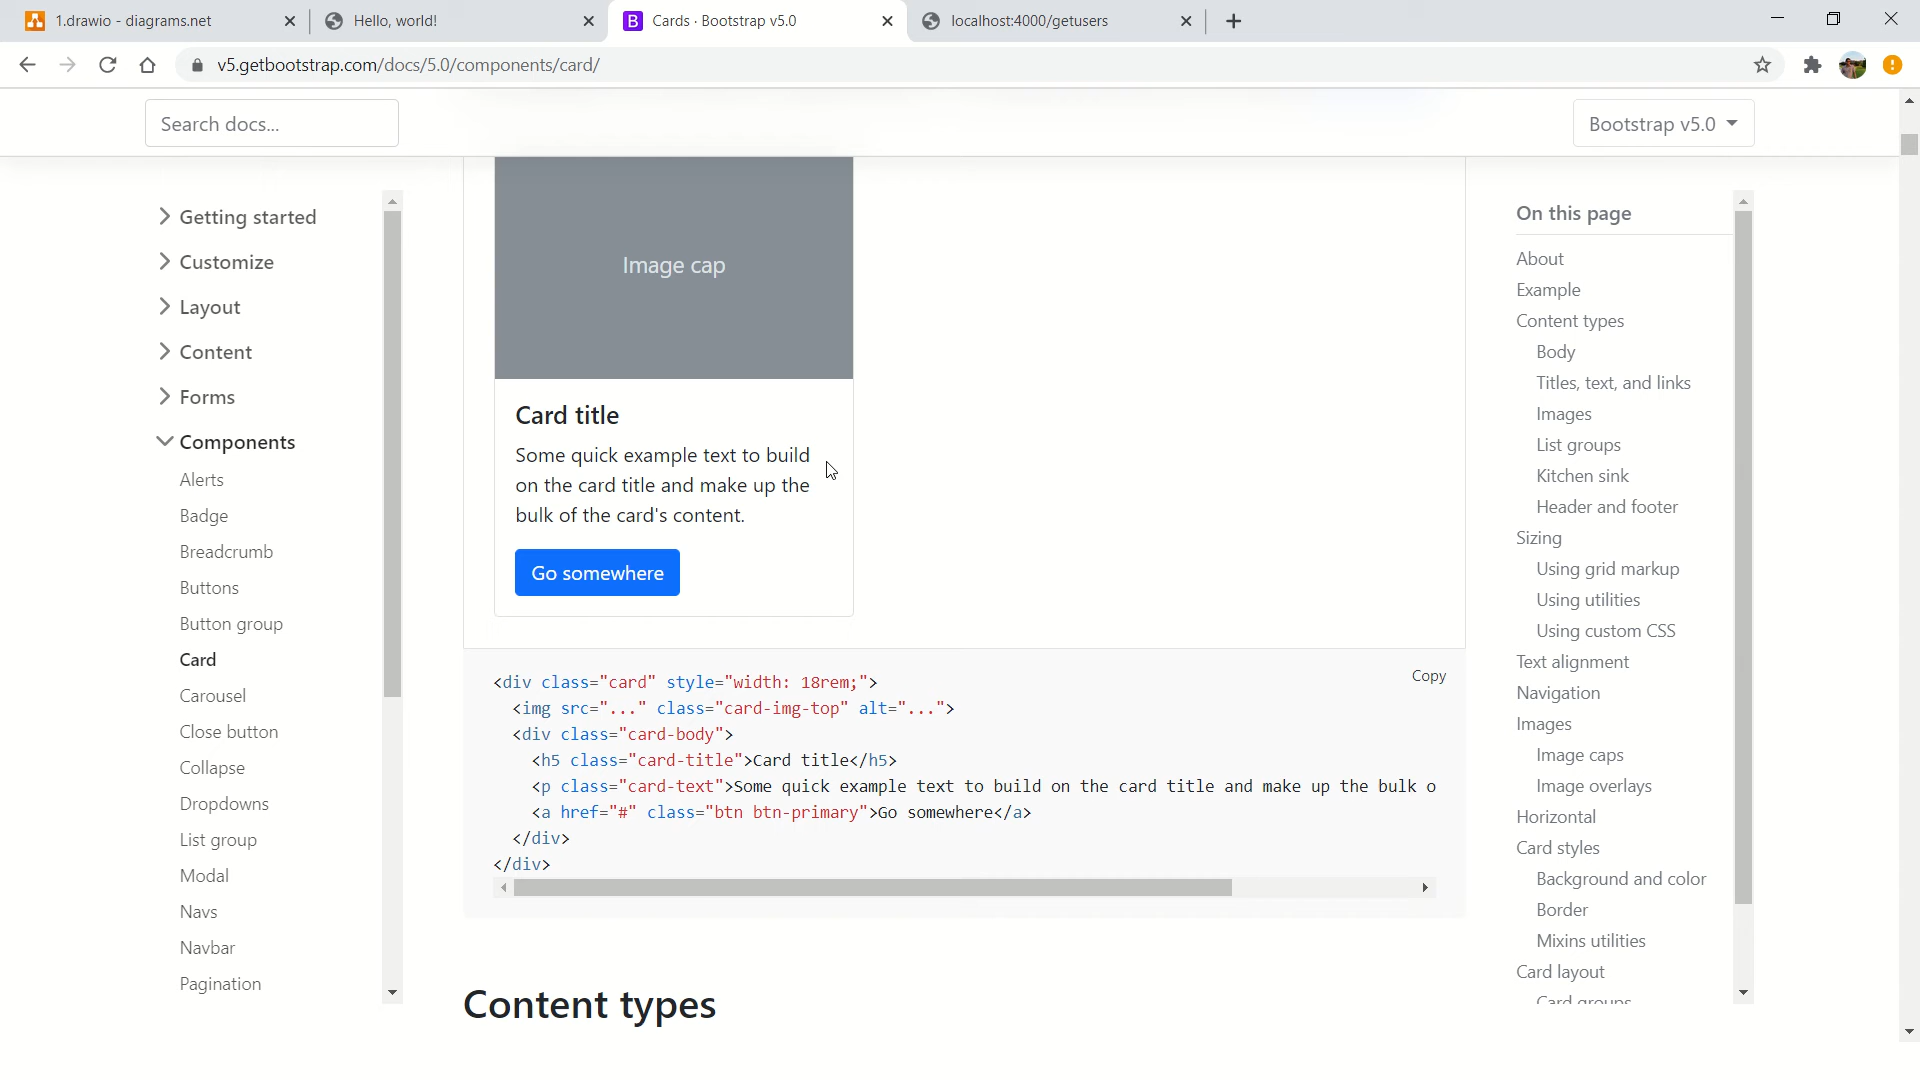 1.drawio - diagrams.net
Hello, world!
B
Cards · Bootstrap v5.0
localhost:4000/getusers
v5.getbootstrap.com/docs/5.0/components/card/
Search docs...
Bootstrap v5.0
Getting started
Customize
Layout
Content
Forms
Components
Alerts
Badge
Breadcrumb
Buttons
Button group
Card
Carousel
Close button
Collapse
Dropdowns
List group
Modal
Navs
Navbar
Pagination
Image cap
Card title
Some quick example text to build
on the card title and make up the
bulk of the card's content.
Go somewhere
Copy
<div class="card" style="width: 18rem;">
<img src="..." class="card-img-top" alt="...">
<div class="card-body">
<h5 class="card-title">Card title</h5>
<p class="card-text">Some quick example text to build on the card title and make up the bulk o
<a href="#" class="btn btn-primary">Go somewhere</a>
</div>
</div>
Content types
On this page
About
Example
Content types
Body
Titles, text, and links
Images
List groups
Kitchen sink
Header and footer
Sizing
Using grid markup
Using utilities
Using custom CSS
Text alignment
Navigation
Images
Image caps
Image overlays
Horizontal
Card styles
Background and color
Border
Mixins utilities
Card layout
Card groups